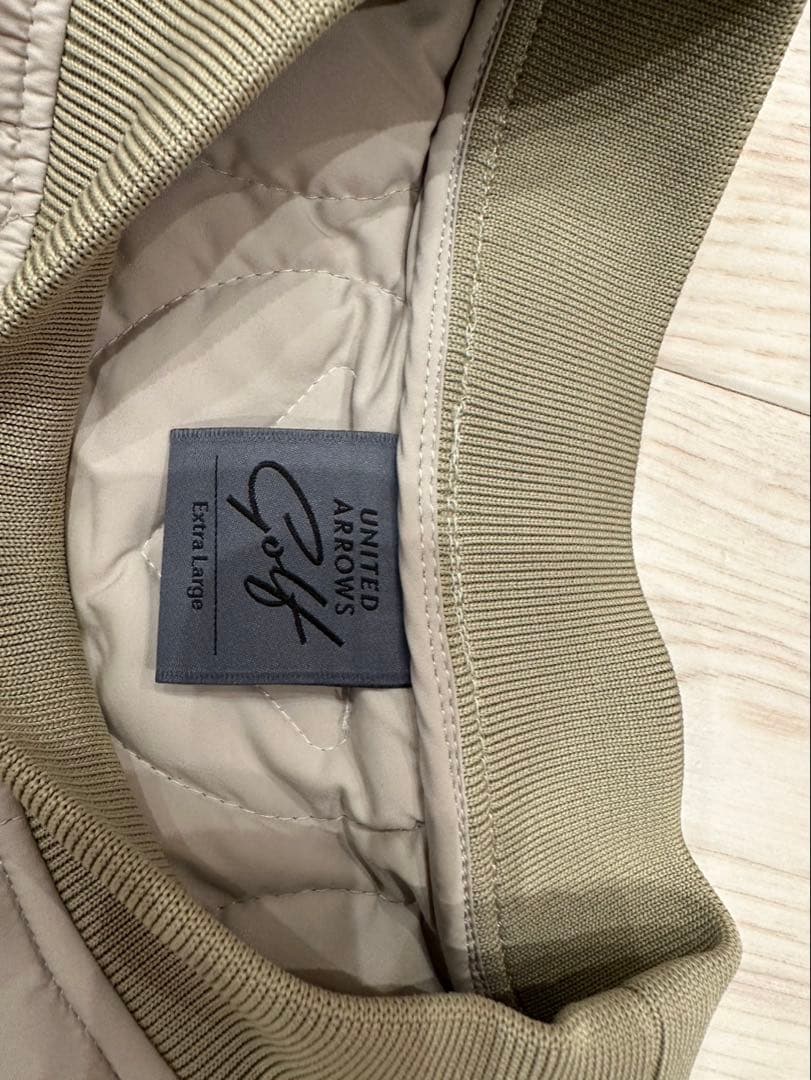 UNITED
ARROWS
Golf
Extra Large